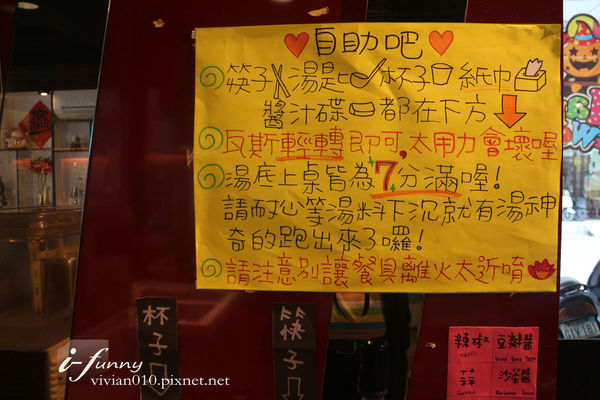 自助吧
筷子湯匙杯子紙巾
醬汁碟都在下方
瓦斯輕轉即可,太用力會壞喔
湯底上桌皆為7分滿喔!
請耐心等湯料下沉就有湯神
奇的跑出來了囉!
請注意別讓餐具離火太近唷
杯子
筷子
辣椒
豆瓣醬
蒜
沙茶醬
i-funny
vivian010.pixnet.net